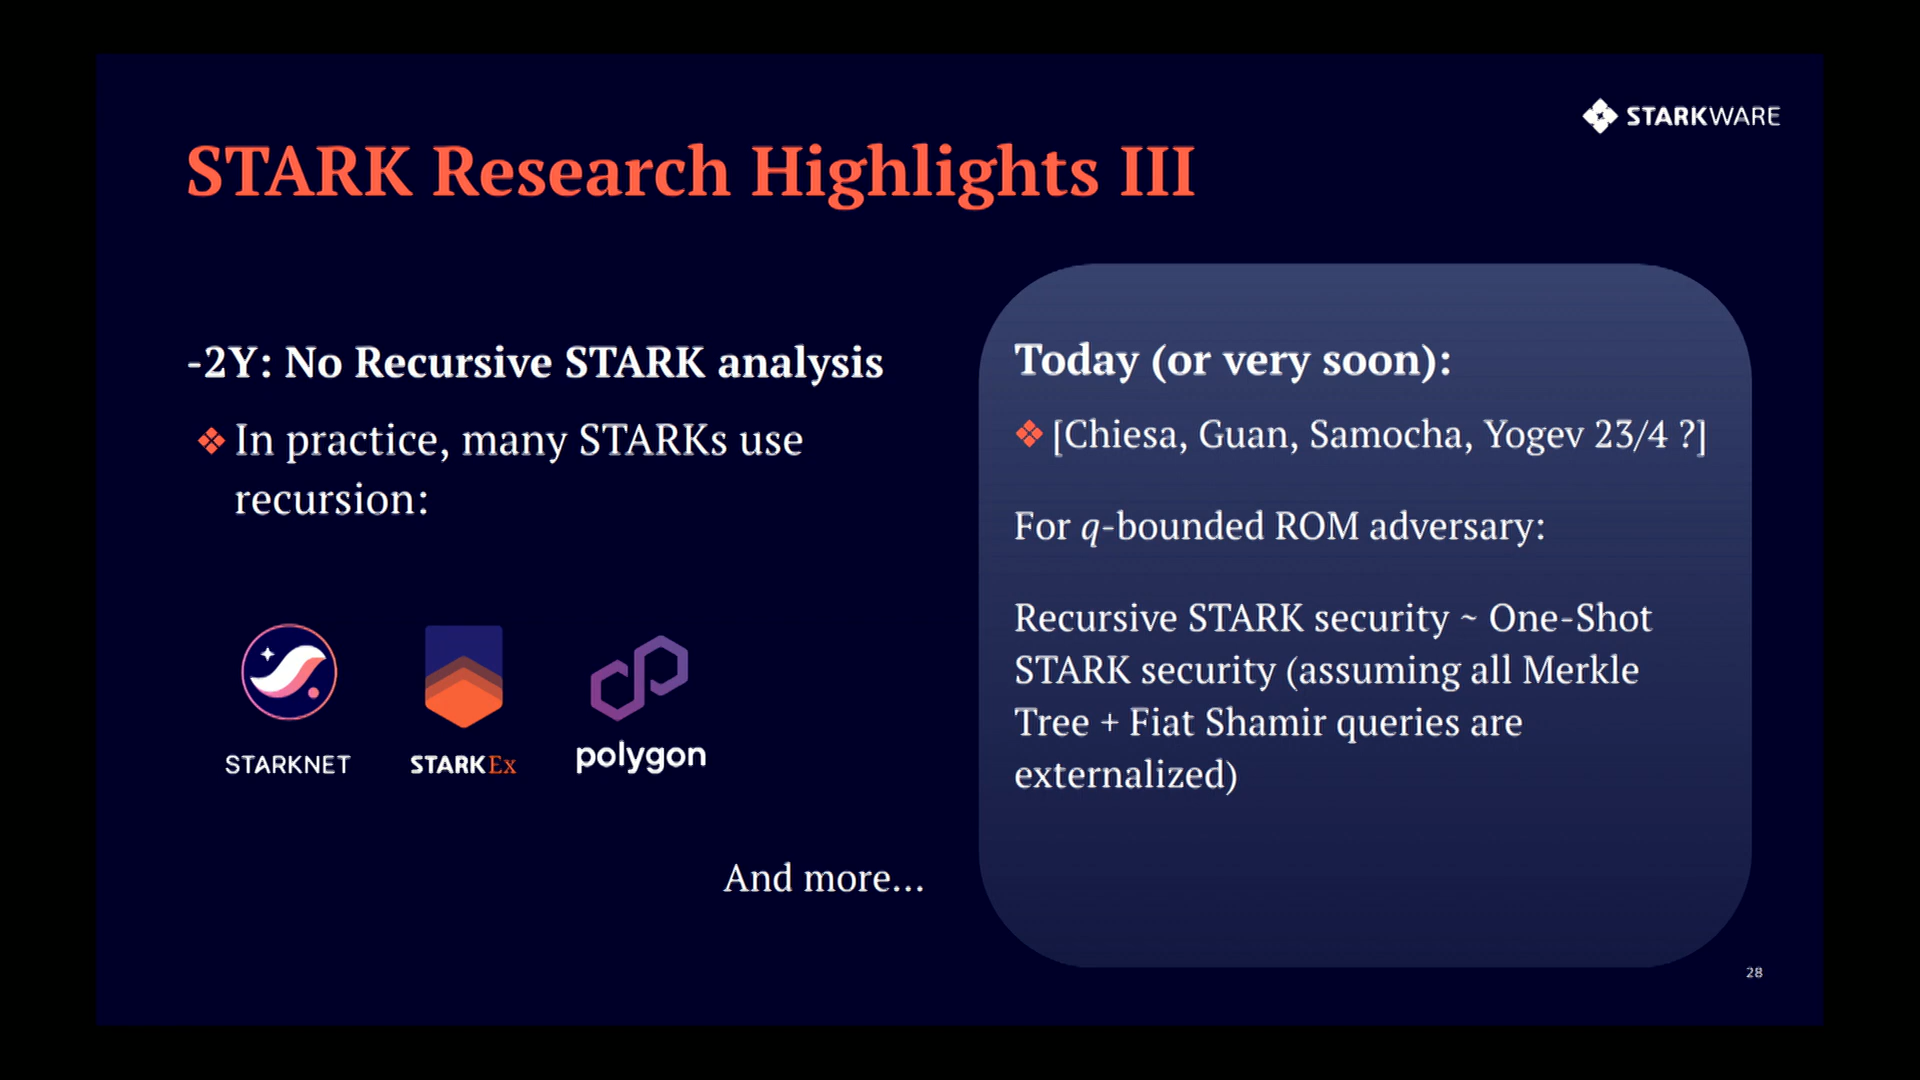 STARKWARE
STARK Research Highlights III
-2Y: No Recursive STARK analysis
❖ In practice, many STARKs use
recursion:
STARKNET
STARKEx
polygon
And more...
Today (or very soon):
❖ [Chiesa, Guan, Samocha, Yogev 23/4 ?]
For q-bounded ROM adversary:
Recursive STARK security ~ One-Shot
STARK security (assuming all Merkle
Tree + Fiat Shamir queries are
externalized)
28